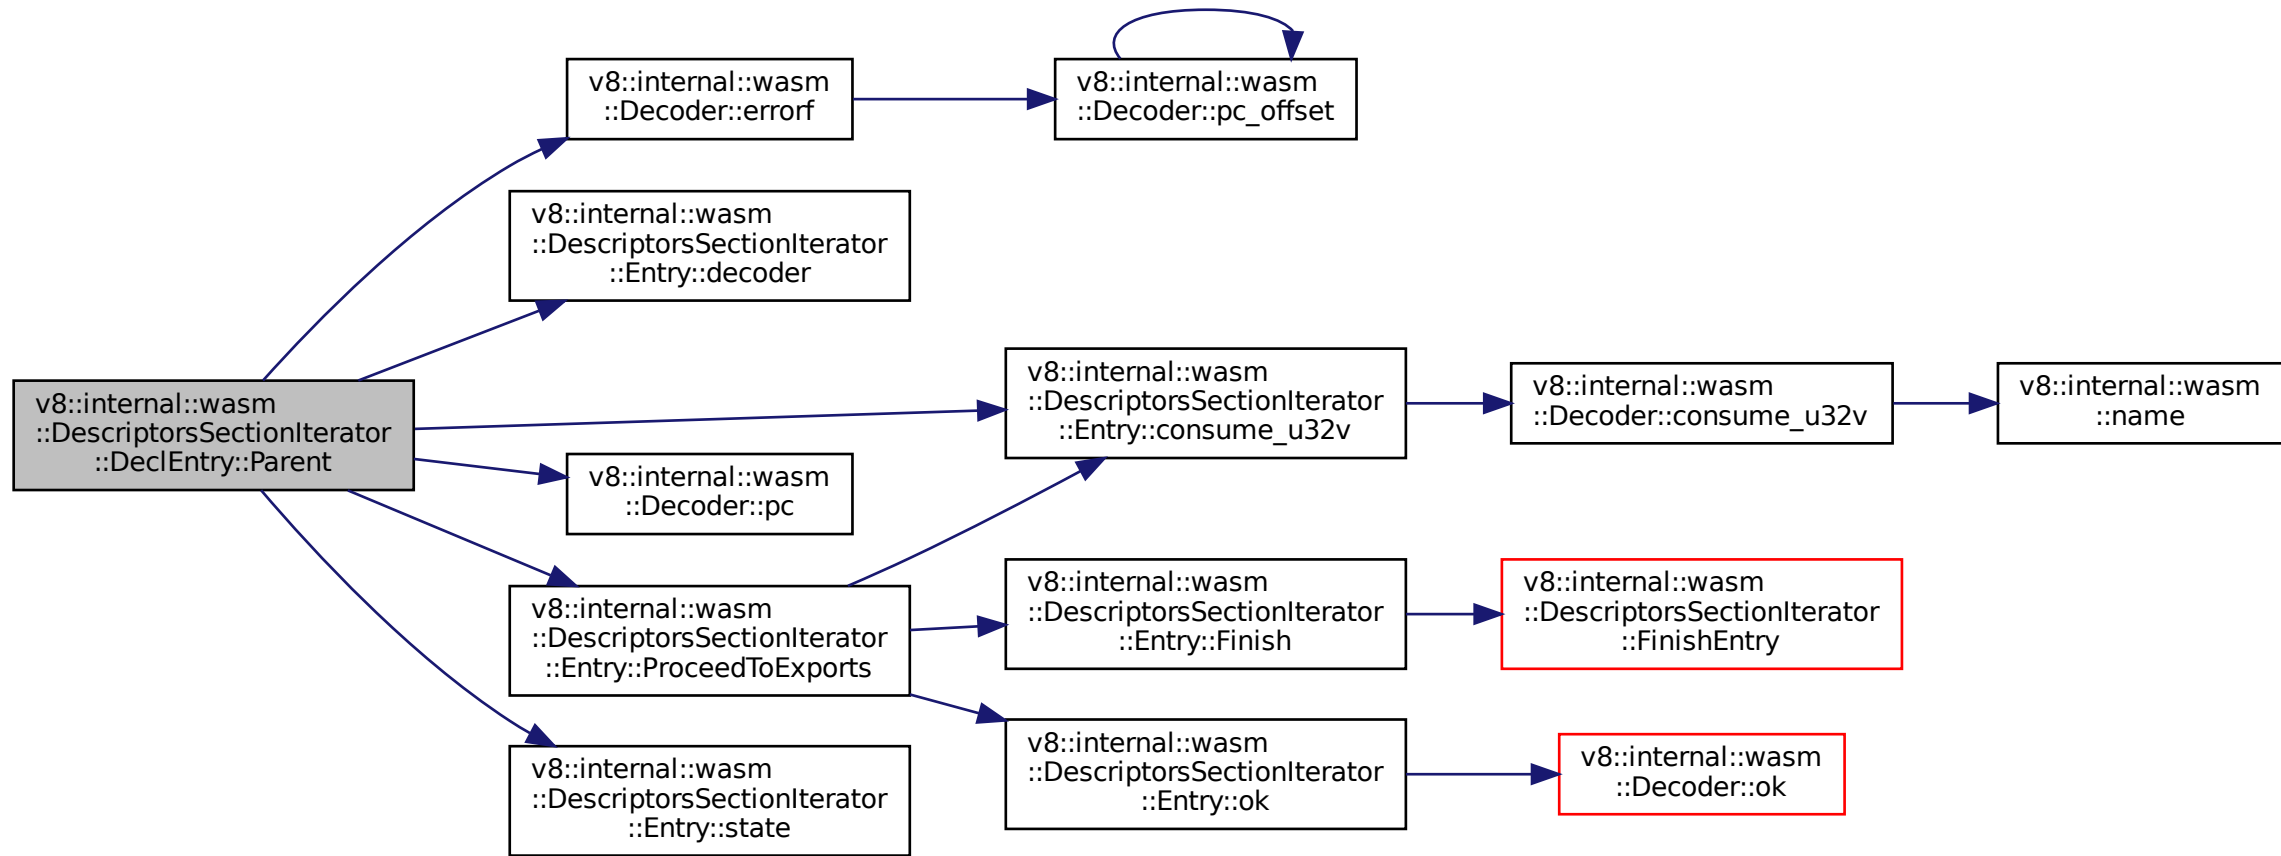 v8::internal::wasm
::DescriptorsSectionIterator
::DeclEntry::Parent
v8::internal::wasm
::Decoder::errorf
v8::internal::wasm
::Decoder::pc_offset
v8::internal::wasm
::DescriptorsSectionIterator
::Entry::decoder
v8::internal::wasm
::DescriptorsSectionIterator
::Entry::consume_u32v
v8::internal::wasm
::Decoder::consume_u32v
v8::internal::wasm
::name
v8::internal::wasm
::Decoder::pc
v8::internal::wasm
::DescriptorsSectionIterator
::Entry::ProceedToExports
v8::internal::wasm
::DescriptorsSectionIterator
::Entry::Finish
v8::internal::wasm
::DescriptorsSectionIterator
::FinishEntry
v8::internal::wasm
::DescriptorsSectionIterator
::Entry::ok
v8::internal::wasm
::Decoder::ok
v8::internal::wasm
::DescriptorsSectionIterator
::Entry::state